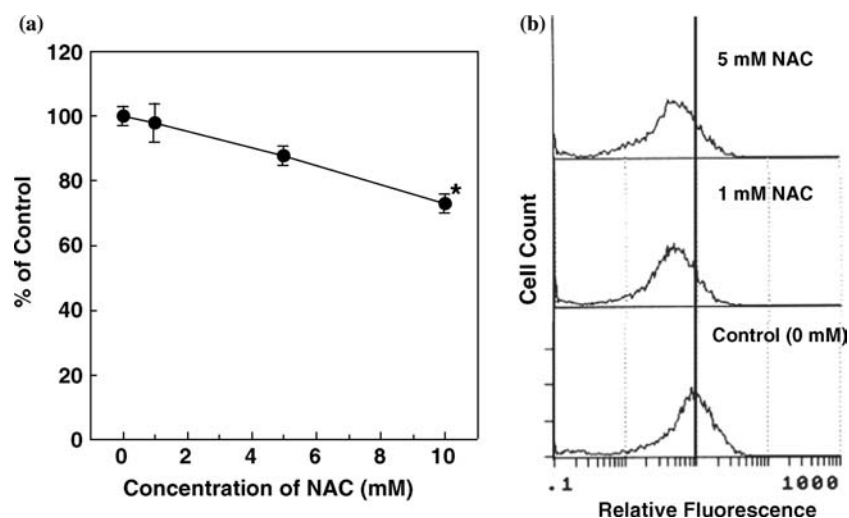 (a)
120
100
80
60
40
20
0
% of Control
*
0 2 4 6 8 10
Concentration of NAC (mM)
(b)
5 mM NAC
1 mM NAC
Control (0 mM)
Cell Count
.1 1000
Relative Fluorescence